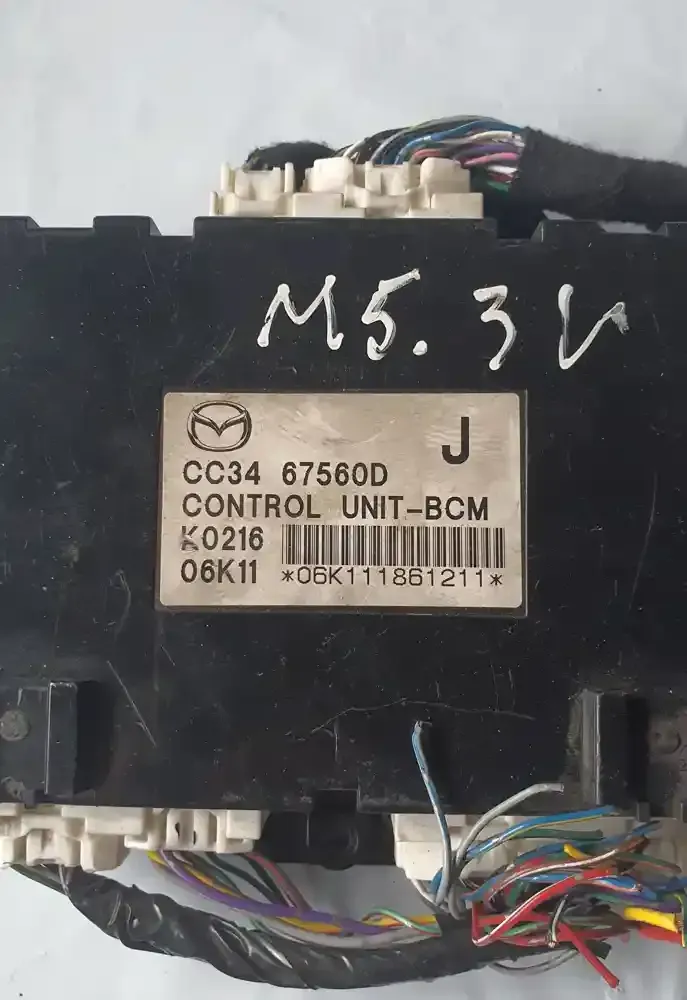 M5. 3V
J
CC34 67560D
CONTROL UNIT-BCM
K0216
06K11 *06K111861211*